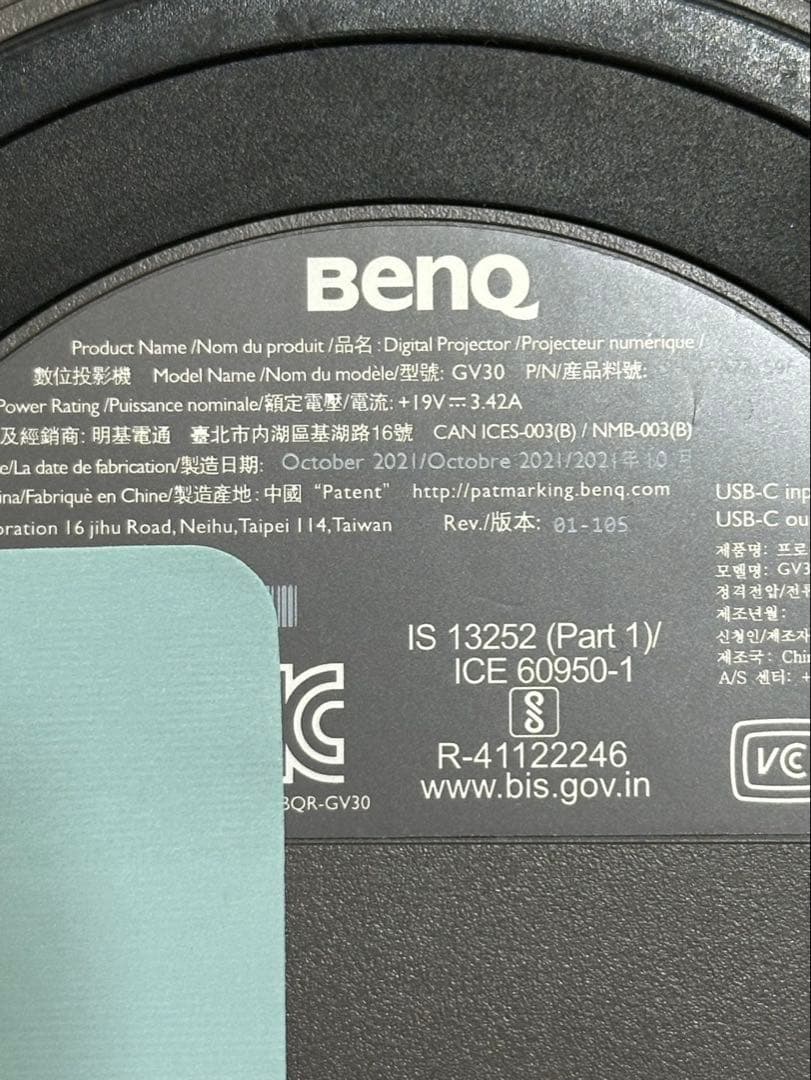 BenQ
Product Name /Nom du produit /品名 : Digital Projector /Projecteur numérique /
數位投影機 Model Name /Nom du modèle/型號: GV30 P/N/產品料號:
Power Rating /Puissance nominale/額定電壓/電流: +19V⎓3.42A
及經銷商: 明基電通 臺北市內湖區基湖路16號 CAN ICES-003(B) / NMB-003(B)
e/La date de fabrication/製造日期: October 2021/Octobre 2021/2021年 10 月
ina/Fabriqué en Chine/製造產地: 中國 “Patent” http://patmarking.benq.com
oration 16 jihu Road, Neihu, Taipei 114, Taiwan Rev./版本: 01-105
IS 13252 (Part 1)/
ICE 60950-1
R-41122246
www.bis.gov.in
BQR-GV30
USB-C inp
USB-C ou
제품명: 프로
모델명: GV3
정격전압/전류
제조년월:
신청인/제조자
제조국: Chi
A/S 센터: +
VC